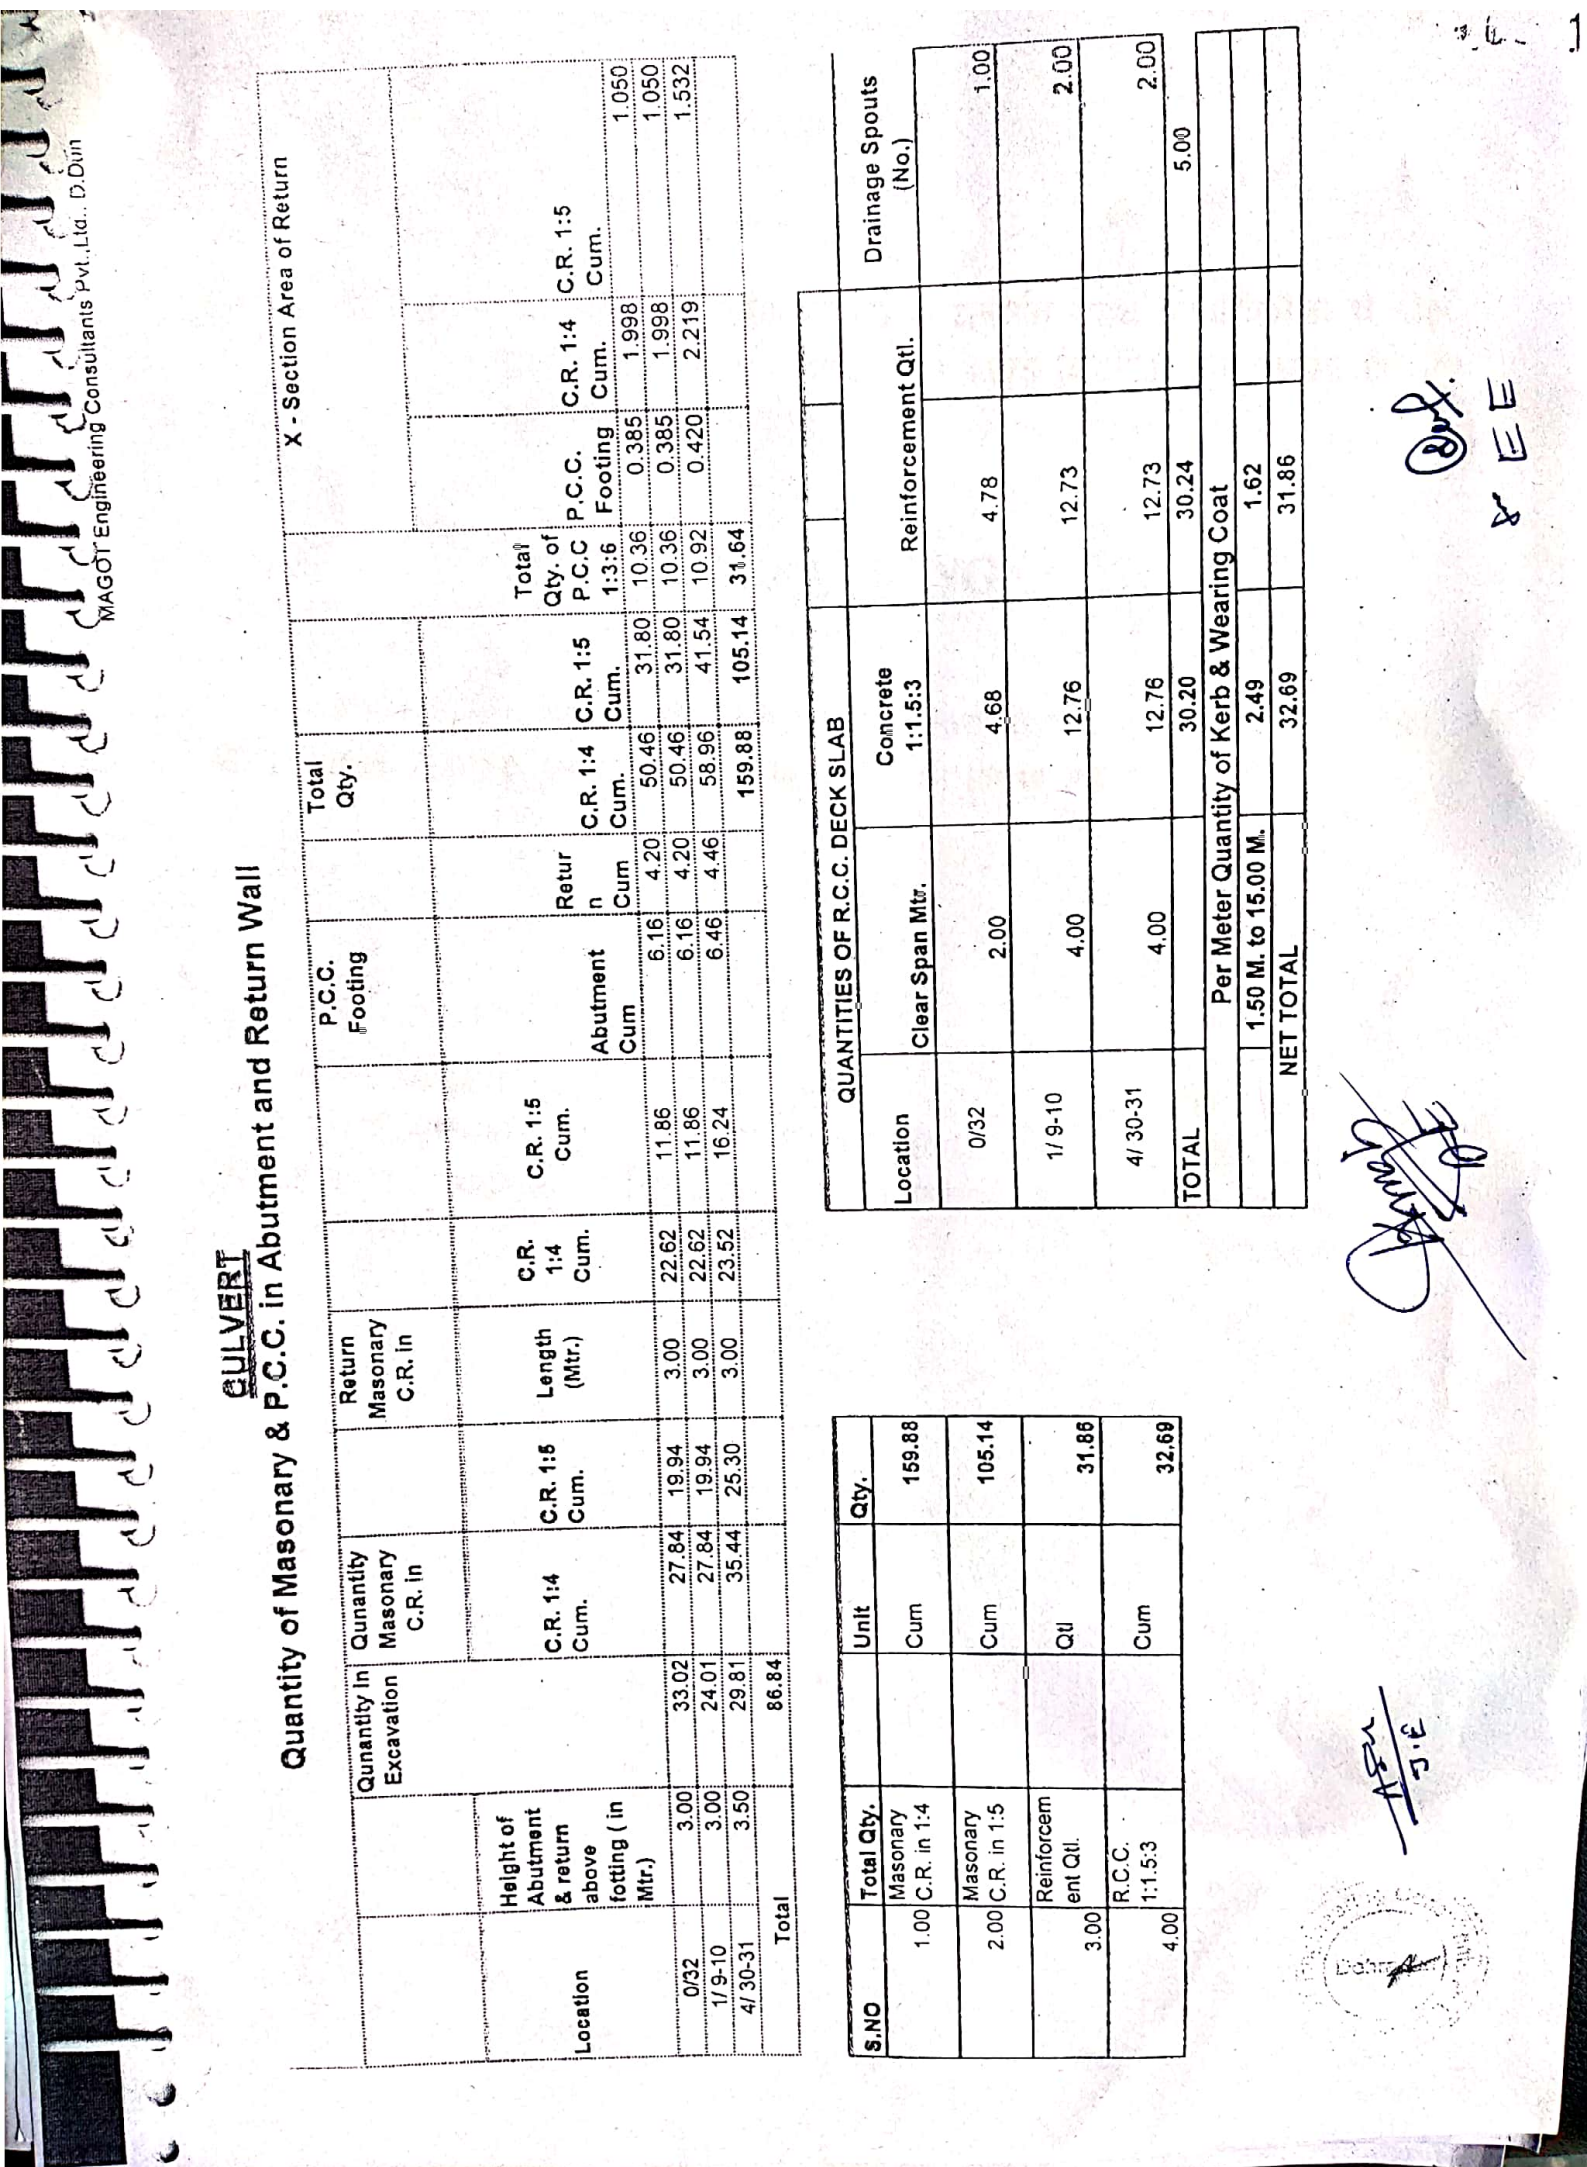 MAGOT Engineering Consultants Pvt.,Ltd.. D.Dun
CULVERT
Quantity of Masonary & P.C.C. in Abutment and Return Wall
Qunantity in Excavation Qunantity Masonary C.R. in Return Masonary C.R. in P.C.C. Footing Total Qty. X - Section Area of Return
Location Height of Abutment & return above fotting ( in Mtr.) C.R. 1:4 Cum. C.R. 1:5 Cum. Length (Mtr.) C.R. 1:4 Cum. C.R. 1:5 Cum. Abutment Cum Retur n Cum C.R. 1:4 Cum. C.R. 1:5 Cum. Total Qty. of P.C.C 1:3:6 P.C.C. Footing C.R. 1:4 Cum. C.R. 1:5 Cum.
0/32 3.00 33.02 27.84 19.94 3.00 22.62 11.86 6.16 4.20 50.46 31.80 10.36 0.385 1.998 1.050
1/ 9-10 3.00 24.01 27.84 19.94 3.00 22.62 11.86 6.16 4.20 50.46 31.80 10.36 0.385 1.998 1.050
4/ 30-31 3.50 29.81 35.44 25.30 3.00 23.52 16.24 6.46 4.46 58.96 41.54 10.92 0.420 2.219 1.532
Total 86.84 159.88 105.14 31.64
S.NO Total Qty. Unit Qty.
1.00 Masonary C.R. in 1:4 Cum 159.88
2.00 Masonary C.R. in 1:5 Cum 105.14
3.00 Reinforcem ent Qtl. Qtl 31.86
4.00 R.C.C. 1:1.5:3 Cum 32.69
QUANTITIES OF R.C.C. DECK SLAB
Location Clear Span Mtr. Concrete 1:1.5:3 Reinforcement Qtl. Drainage Spouts (No.)
0/32 2.00 4.68 4.78 1.00
1/ 9-10 4.00 12.76 12.73 2.00
4/ 30-31 4.00 12.76 12.73 2.00
TOTAL 30.20 30.24 5.00
Per Meter Quantity of Kerb & Wearing Coat
1.50 M. to 15.00 M. 2.49 1.62
NET TOTAL 32.69 31.86
J.E
AE
EE